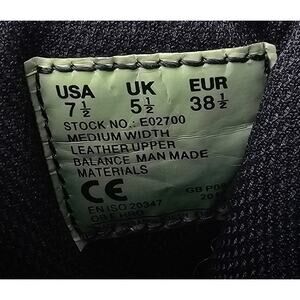 USA UK EUR
7½ 5½ 38½
STOCK NO.: E02700
MEDIUM WIDTH
LEATHER UPPER
BALANCE MAN MADE
MATERIALS
CE
EN ISO 20347
GB